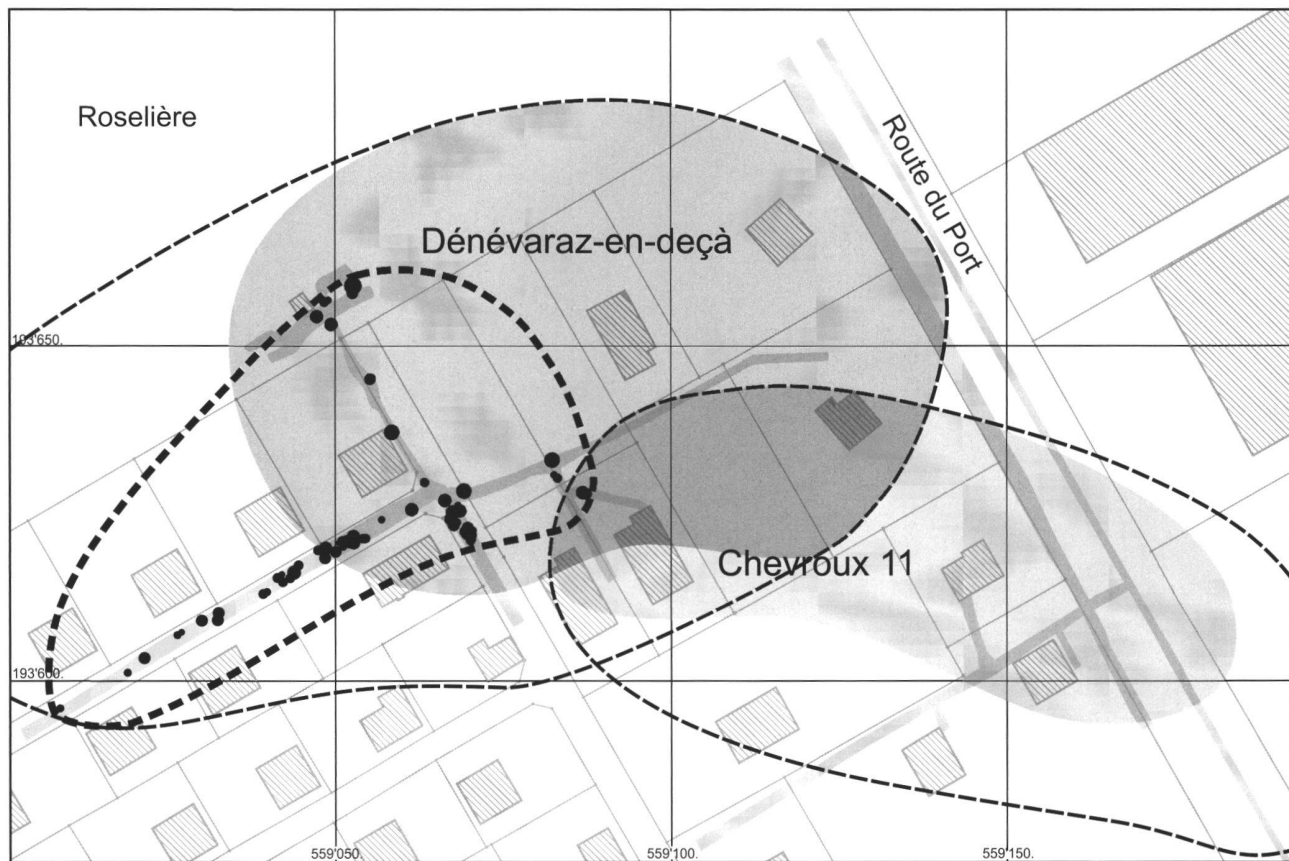 Roselière
Route du Port
Dénévaraz-en-deçà
193'650.
Chevroux 11
193'600.
559'050.
559'100.
559'150.